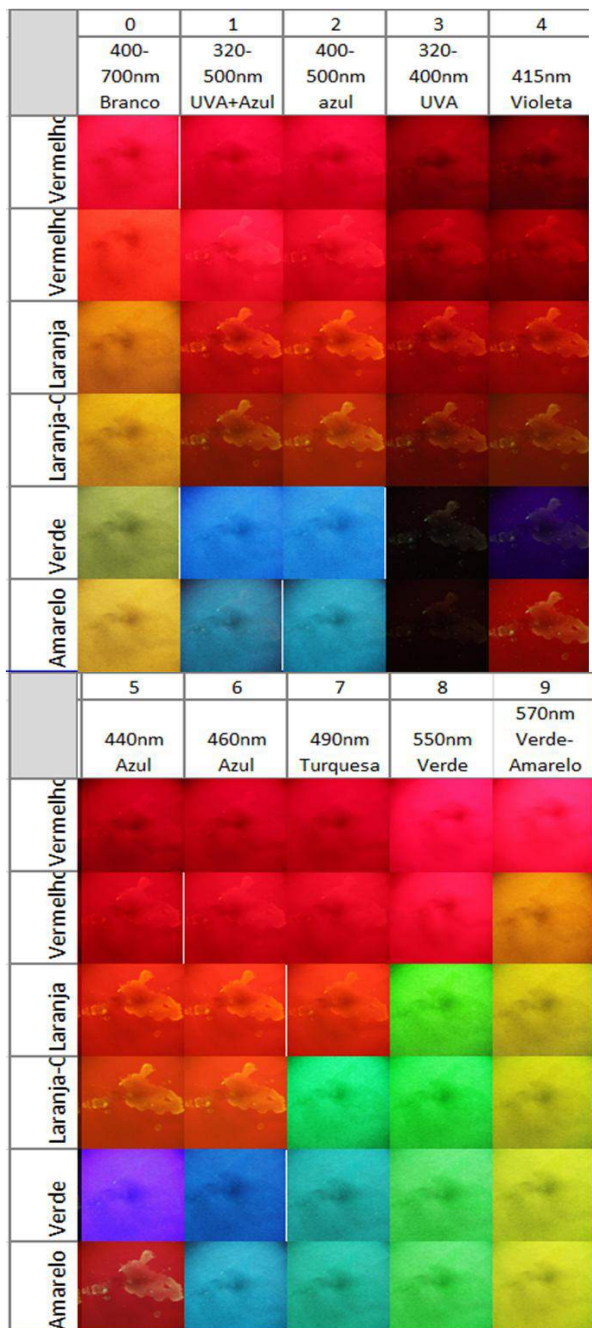 0 1 2 3 4
400-700nm Branco 320-500nm UVA+Azul 400-500nm azul 320-400nm UVA 415nm Violeta
Vermelho
Vermelho
Laranja
Laranja-C
Verde
Amarelo
5 6 7 8 9
440nm Azul 460nm Azul 490nm Turquesa 550nm Verde 570nm Verde-Amarelo
Vermelho
Vermelho
Laranja
Laranja-C
Verde
Amarelo